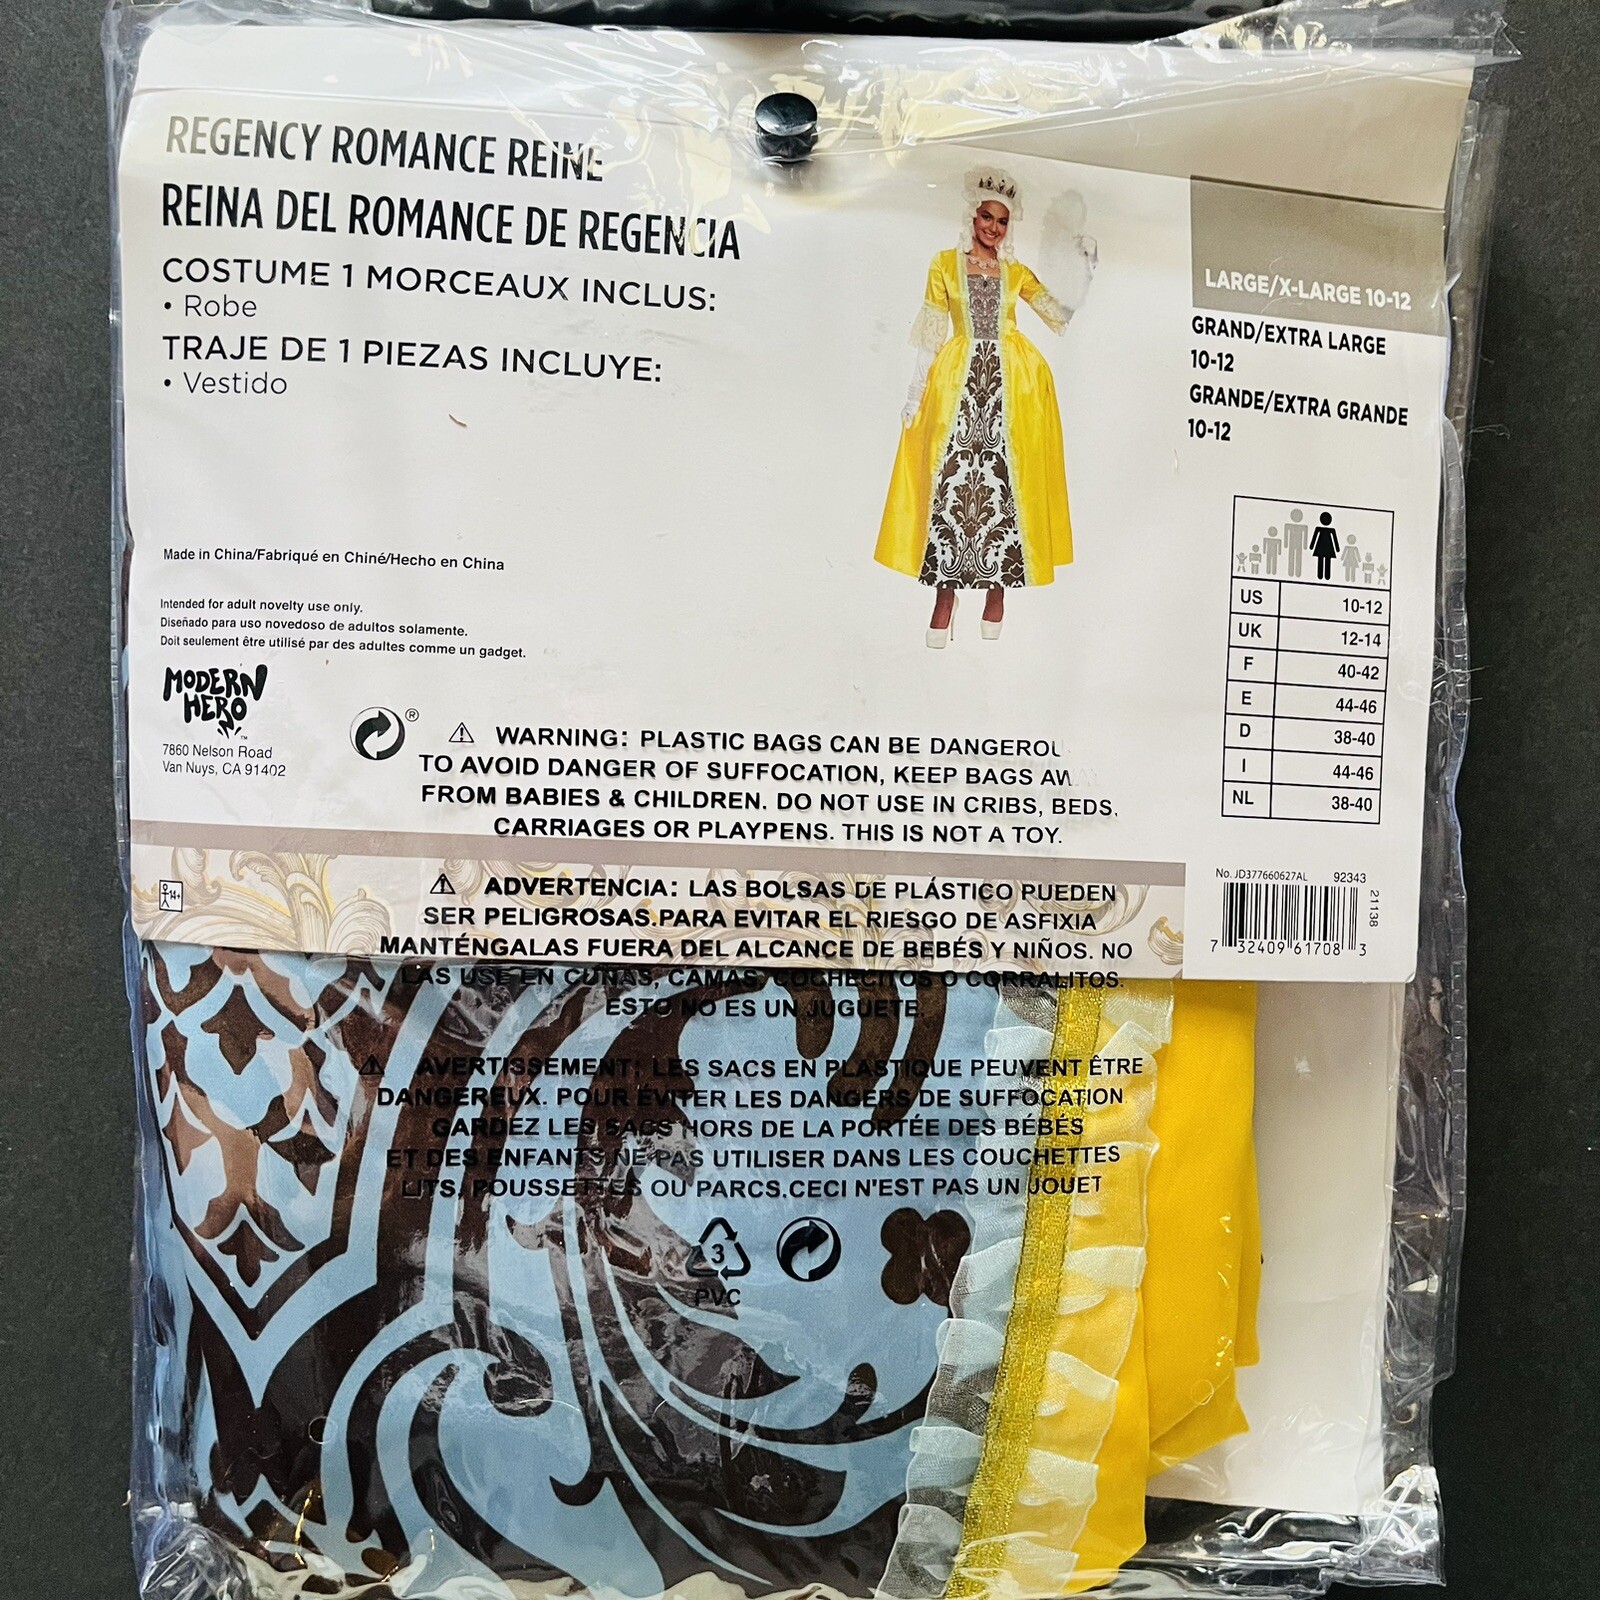 REGENCY ROMANCE REINE
REINA DEL ROMANCE DE REGENCIA
COSTUME 1 MORCEAUX INCLUS:
• Robe
TRAJE DE 1 PIEZAS INCLUYE:
• Vestido
LARGE/X-LARGE 10-12
GRAND/EXTRA LARGE
10-12
GRANDE/EXTRA GRANDE
10-12
US 10-12
UK 12-14
F 40-42
E 44-46
D 38-40
I 44-46
NL 38-40
Made in China/Fabriqué en Chiné/Hecho en China
Intended for adult novelty use only.
Diseñado para uso novedoso de adultos solamente.
Doit seulement être utilisé par des adultes comme un gadget.
MODERN
HERO
™
7860 Nelson Road
Van Nuys, CA 91402
®
⚠ WARNING: PLASTIC BAGS CAN BE DANGEROU
TO AVOID DANGER OF SUFFOCATION, KEEP BAGS AW
FROM BABIES & CHILDREN. DO NOT USE IN CRIBS, BEDS,
CARRIAGES OR PLAYPENS. THIS IS NOT A TOY.
14+
⚠ ADVERTENCIA: LAS BOLSAS DE PLÁSTICO PUEDEN
SER PELIGROSAS.PARA EVITAR EL RIESGO DE ASFIXIA
MANTÉNGALAS FUERA DEL ALCANCE DE BEBÉS Y NIÑOS. NO
LAS USE EN CUNAS, CAMAS, COCHECITOS O CORRALITOS.
ESTO NO ES UN JUGUETE.
No. JD377660627AL 92343
21138
7 32409 61708 3
⚠ AVERTISSEMENT: LES SACS EN PLASTIQUE PEUVENT ÊTRE
DANGEREUX. POUR ÉVITER LES DANGERS DE SUFFOCATION
GARDEZ LES SACS HORS DE LA PORTÉE DES BÉBÉS
ET DES ENFANTS NE PAS UTILISER DANS LES COUCHETTES
LITS, POUSSETTES OU PARCS.CECI N'EST PAS UN JOUET
3
PVC